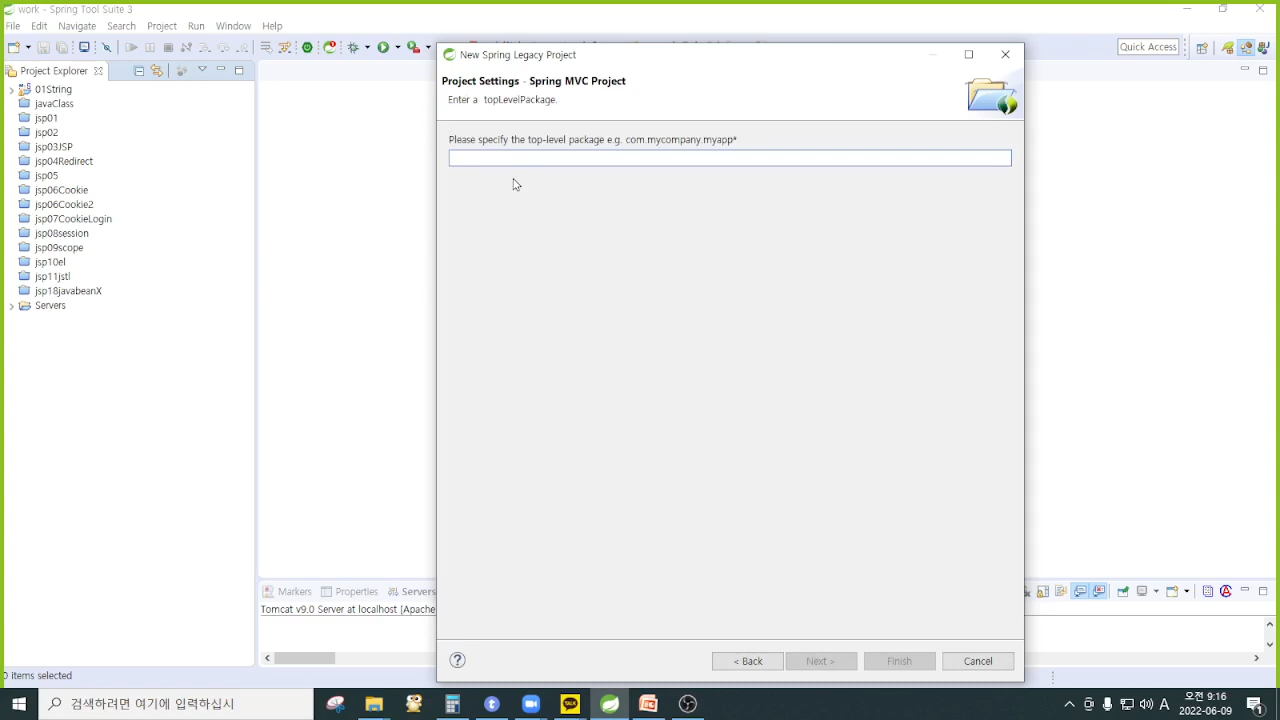 work - Spring Tool Suite 3
File Edit Navigate Search Project Run Window Help
Quick Access
Project Explorer
01String
javaClass
jsp01
jsp02
jsp03JSP
jsp04Redirect
jsp05
jsp06Cookie
jsp06Cookie2
jsp07CookieLogin
jsp08session
jsp09scope
jsp10el
jsp11jstl
jsp18javabeanX
Servers
New Spring Legacy Project
Project Settings - Spring MVC Project
Enter a topLevelPackage.
Please specify the top-level package e.g. com.mycompany.myapp*
Markers Properties Servers
Tomcat v9.0 Server at localhost [Apache
< Back Next > Finish Cancel
0 items selected
검색하려면 여기에 입력하십시
TALK
A
오전 9:16
2022-06-09
1